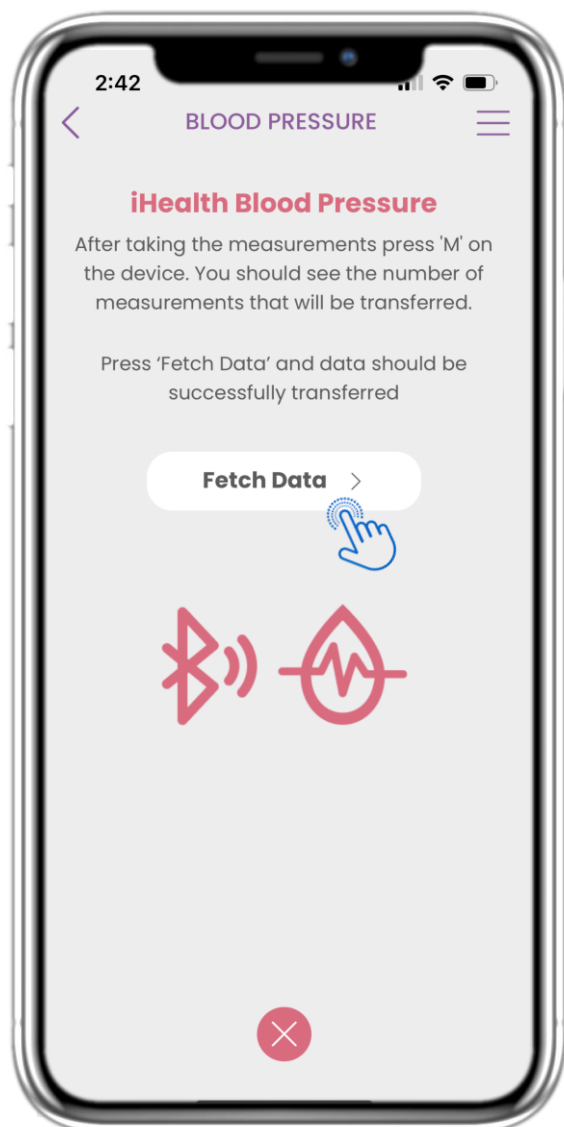 2:42
BLOOD PRESSURE
iHealth Blood Pressure
After taking the measurements press 'M' on
the device. You should see the number of
measurements that will be transferred.
Press ‘Fetch Data’ and data should be
successfully transferred
Fetch Data